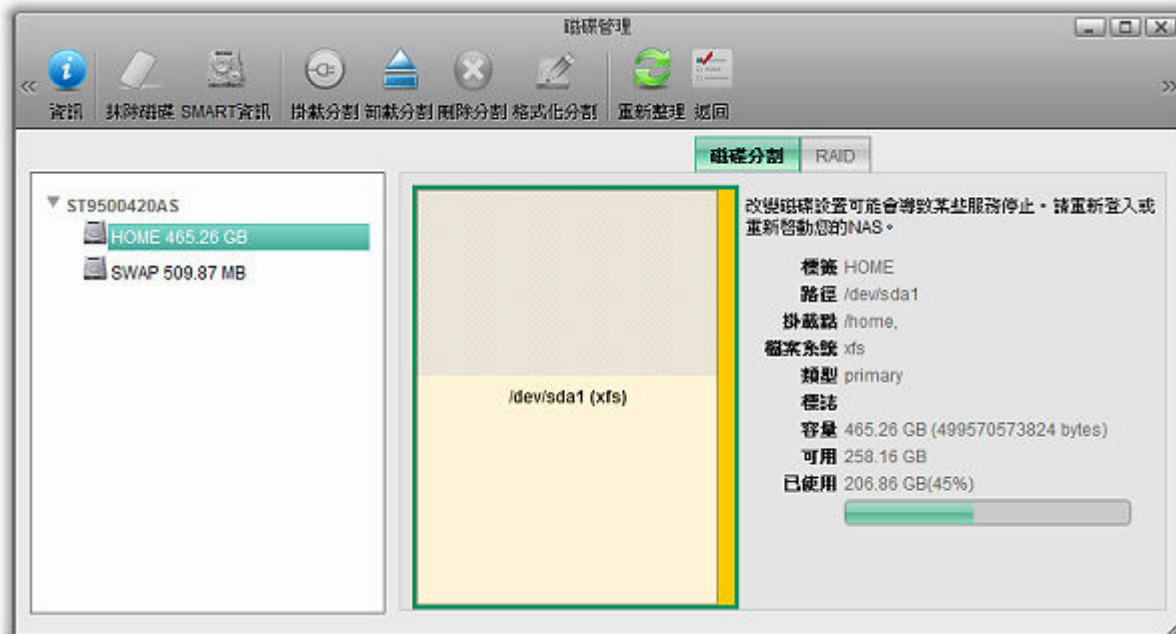 磁碟管理
資訊 抹除磁碟 SMART資訊 掛載分割 卸載分割 刪除分割 格式化分割 重新整理 返回
磁碟分割 RAID
ST9500420AS
HOME 465.26 GB
SWAP 509.87 MB
/dev/sda1 (xfs)
改變磁碟設置可能會導致某些服務停止。請重新登入或
重新啓動您的NAS。
標籤 HOME
路徑 /dev/sda1
掛載點 /home,
檔案系統 xfs
類型 primary
標誌
容量 465.26 GB (499570573824 bytes)
可用 258.16 GB
已使用 206.86 GB(45%)